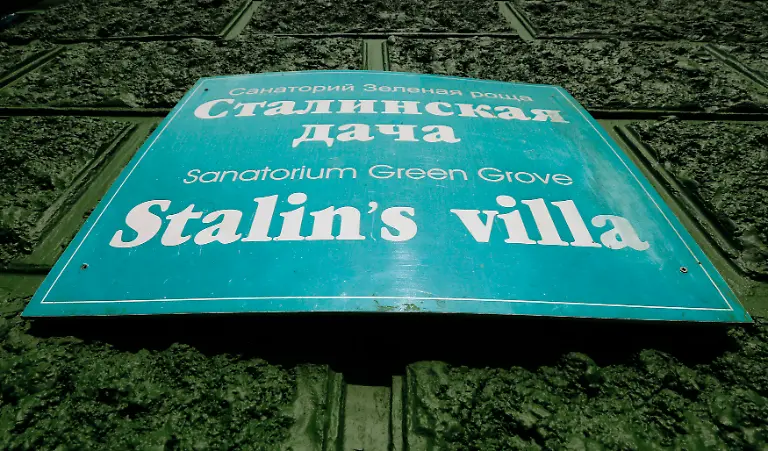 Санаторий Зеленая роща
Сталинская
дача
Sanatorium Green Grove
Stalin's villa